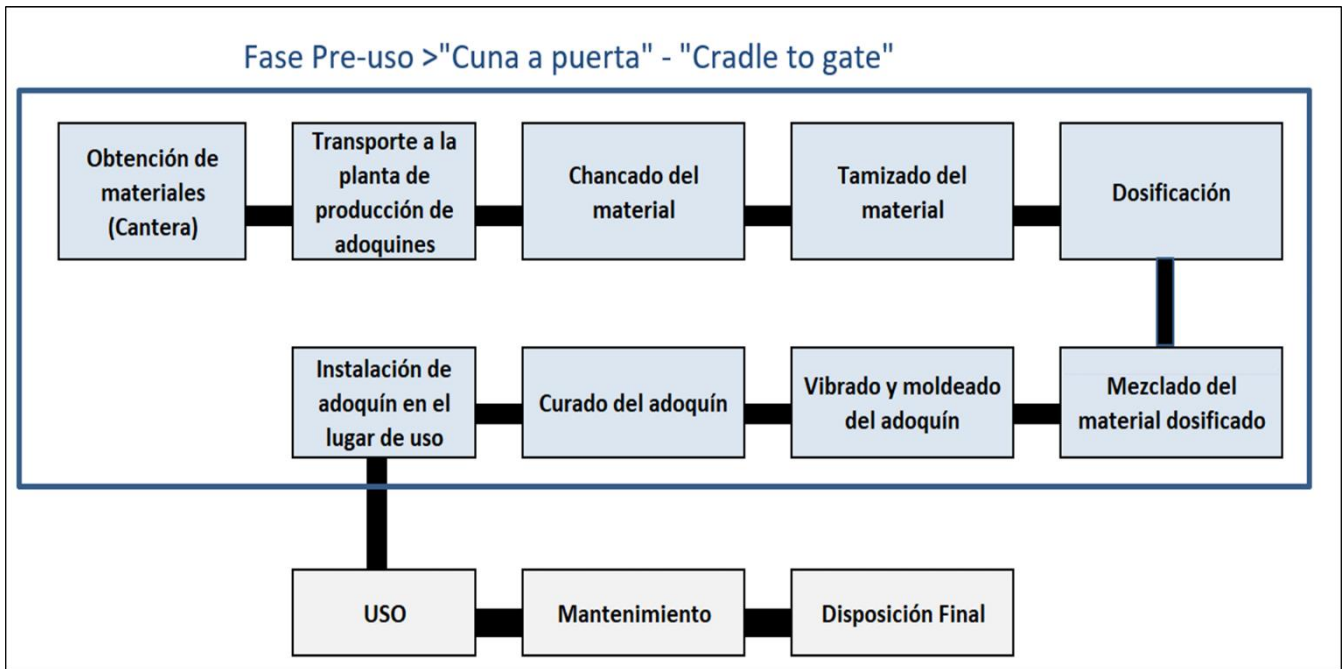 Fase Pre-uso >"Cuna a puerta" - "Cradle to gate"
Obtención de
materiales
(Cantera)
Transporte a la
planta de
producción de
adoquines
Chancado del
material
Tamizado del
material
Dosificación
Instalación de
adoquín en el
lugar de uso
Curado del adoquín
Vibrado y moldeado
del adoquín
Mezclado del
material dosificado
USO
Mantenimiento
Disposición Final